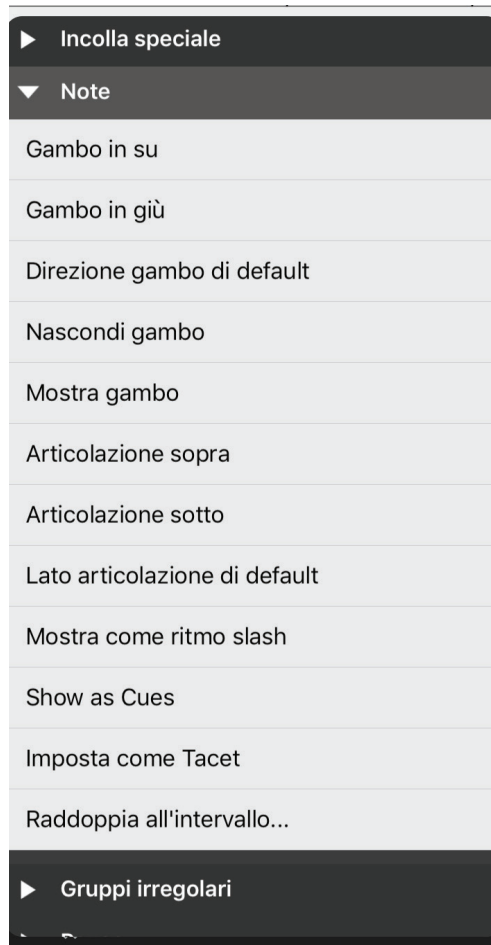 Incolla speciale
Note
Gambo in su
Gambo in giù
Direzione gambo di default
Nascondi gambo
Mostra gambo
Articolazione sopra
Articolazione sotto
Lato articolazione di default
Mostra come ritmo slash
Show as Cues
Imposta come Tacet
Raddoppia all'intervallo...
Gruppi irregolari